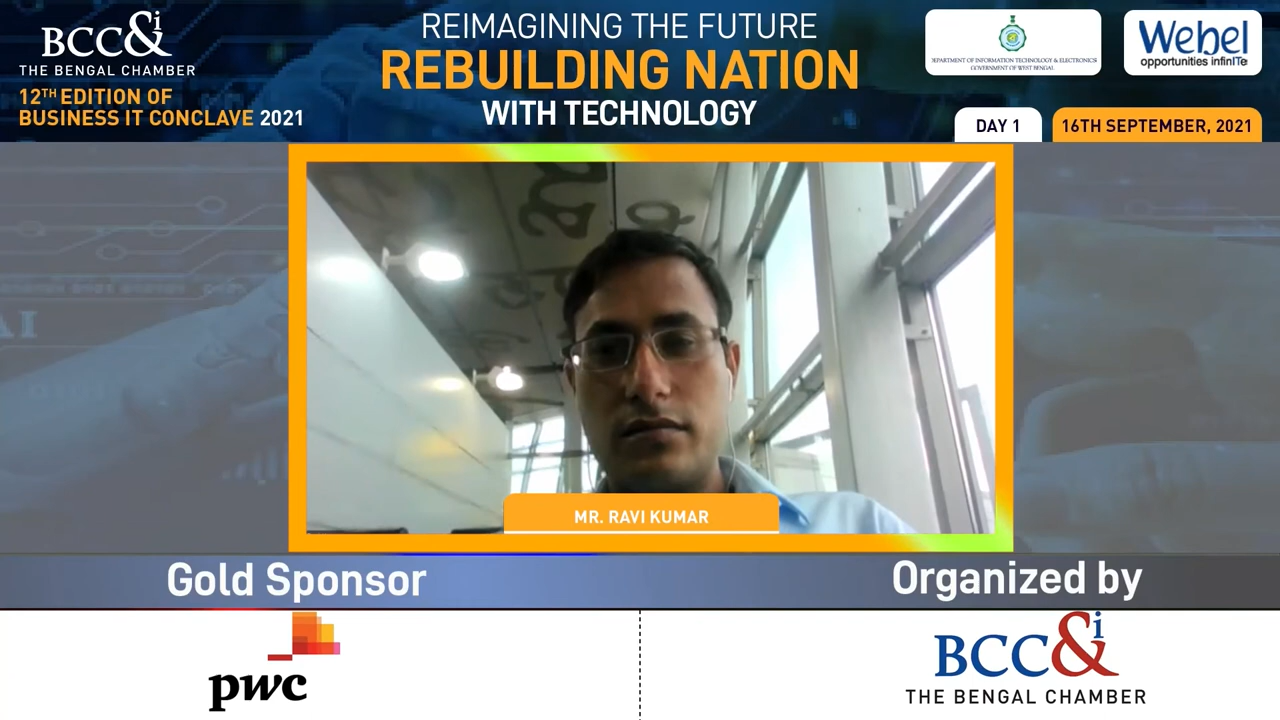 BCC&i
THE BENGAL CHAMBER
12TH EDITION OF
BUSINESS IT CONCLAVE 2021
REIMAGINING THE FUTURE
REBUILDING NATION
WITH TECHNOLOGY
DEPARTMENT OF INFORMATION TECHNOLOGY & ELECTRONICS
GOVERNMENT OF WEST BENGAL
Webel
opportunities infinITe
DAY 1
16TH SEPTEMBER, 2021
AI
MR. RAVI KUMAR
Gold Sponsor
Organized by
pwc
BCC&i
THE BENGAL CHAMBER